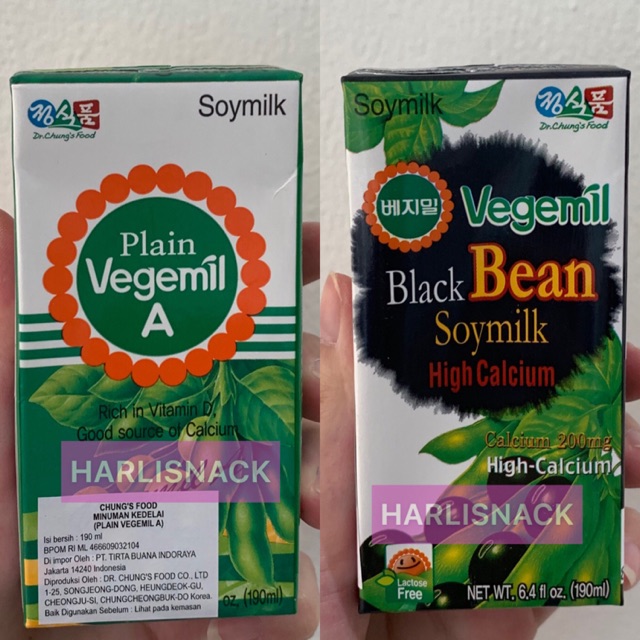 정식품
Dr.Chung's Food
Soymilk
Plain
Vegemil
A
Rich in Vitamin D,
Good source of Calcium
HARLISNACK
CHUNG'S FOOD
MINUMAN KEDELAI
(PLAIN VEGEMIL A)
Isi bersih : 190 ml
BPOM RI ML 466609032104
Di impor Oleh : PT. TIRTA BUANA INDORAYA
Jakarta 14240 Indonesia
Diproduksi Oleh : DR. CHUNG'S FOOD CO., LTD
1-25, SONGJEONG-DONG, HEUNGDEOK-GU,
CHEONGJU-SI, CHUNGCHEONGBUK-DO Korea.
Baik Digunakan Sebelum : Lihat pada kemasan
oz. (190ml)
Soymilk
정식품
Dr.Chung's Food
베지밀
Vegemil
Black Bean
Soymilk
High Calcium
Calcium 200mg
High-Calcium
HARLISNACK
Lactose
Free
NET WT. 6.4 fl oz. (190ml)